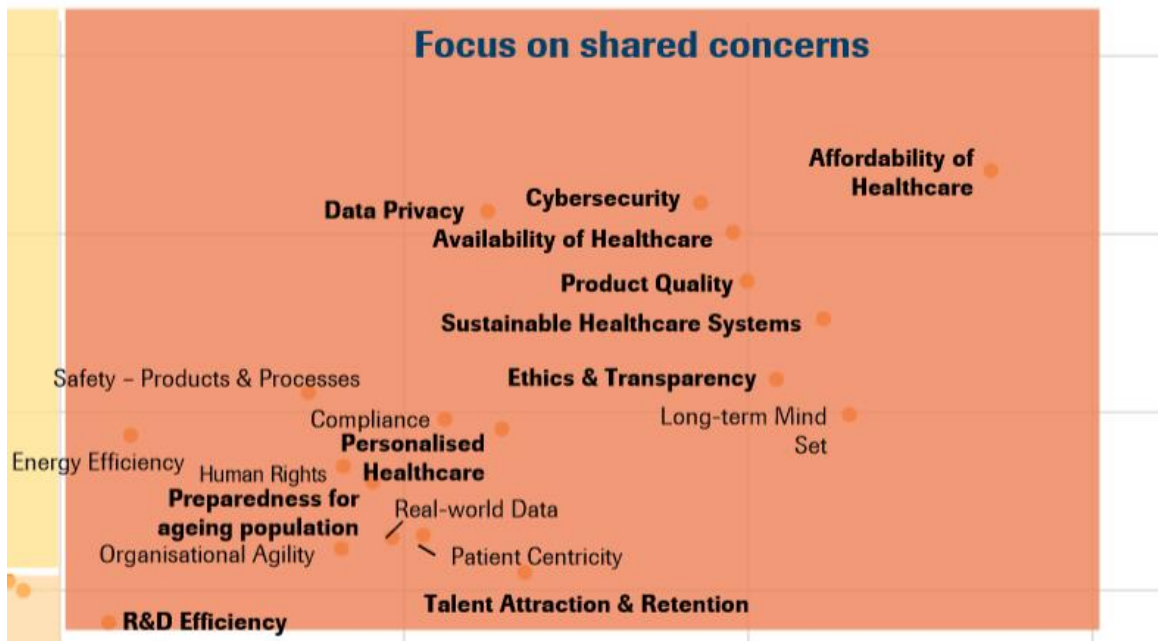 Focus on shared concerns
Affordability of
Healthcare
Cybersecurity
Data Privacy
Availability of Healthcare
Product Quality
Sustainable Healthcare Systems
Safety – Products & Processes
Ethics & Transparency
Compliance
Long-term Mind
Set
Personalised
Healthcare
Energy Efficiency
Human Rights
Preparedness for
ageing population
Real-world Data
Organisational Agility
Patient Centricity
Talent Attraction & Retention
R&D Efficiency